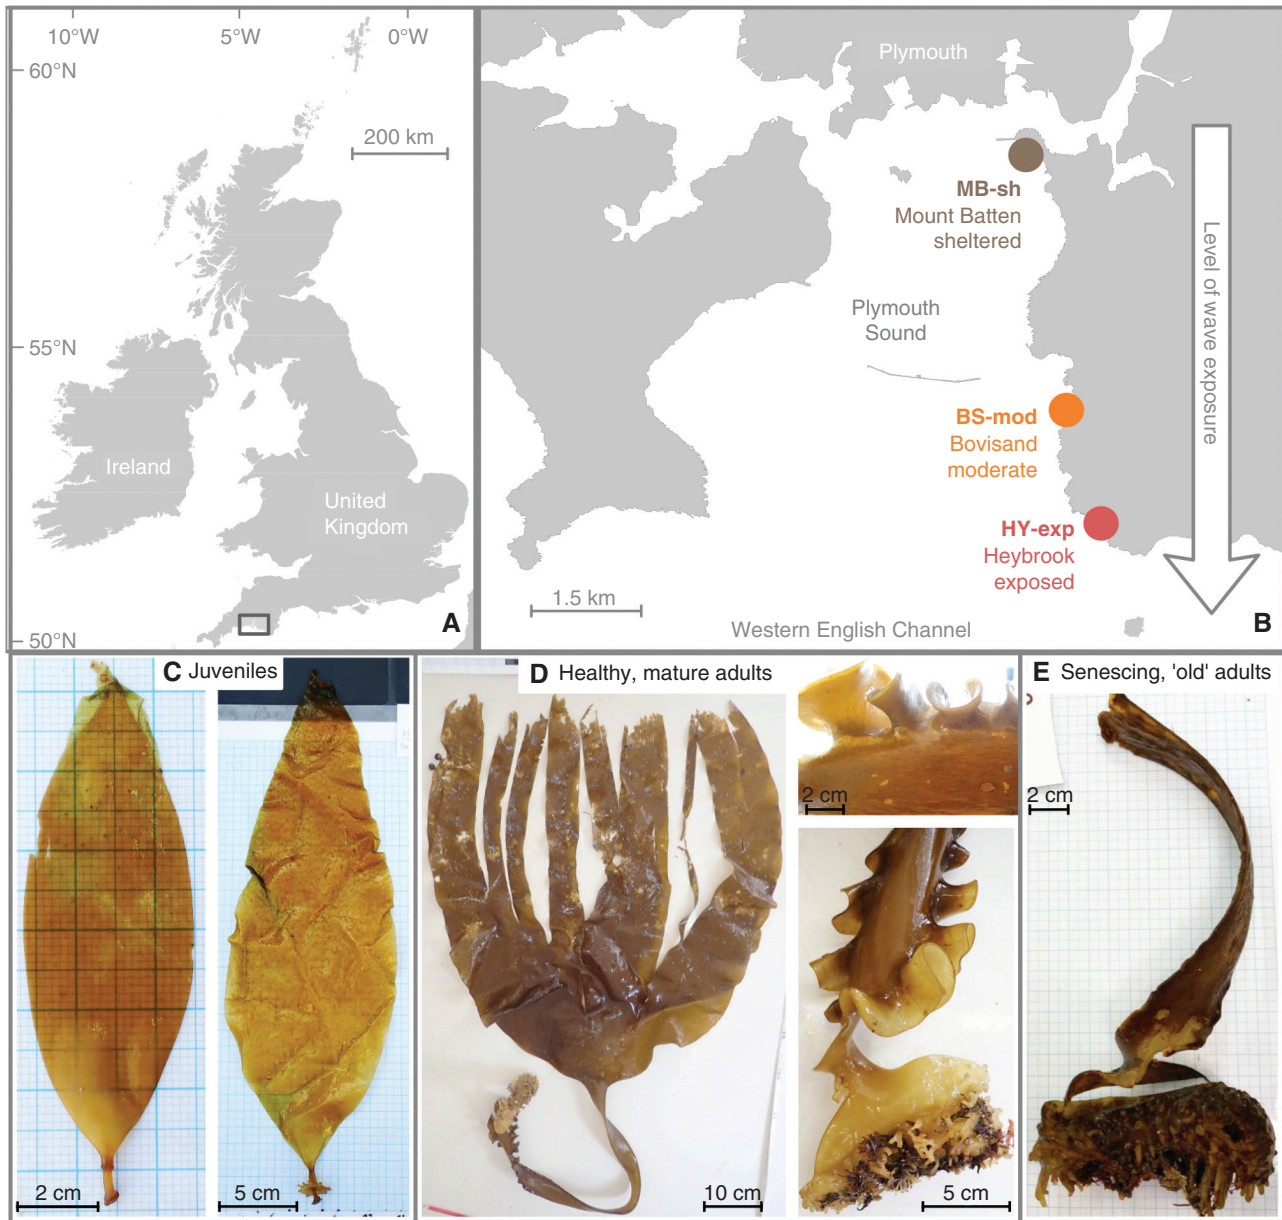 10°W
5°W
0°W
60°N
200 km
55°N
Ireland
United
Kingdom
50°N
A
Plymouth
MB-sh
Mount Batten
sheltered
Plymouth
Sound
Level of wave exposure
BS-mod
Bovisand
moderate
HY-exp
Heybrook
exposed
1.5 km
Western English Channel
B
C Juveniles
2 cm
5 cm
D Healthy, mature adults
10 cm
2 cm
5 cm
E Senescing, 'old' adults
2 cm